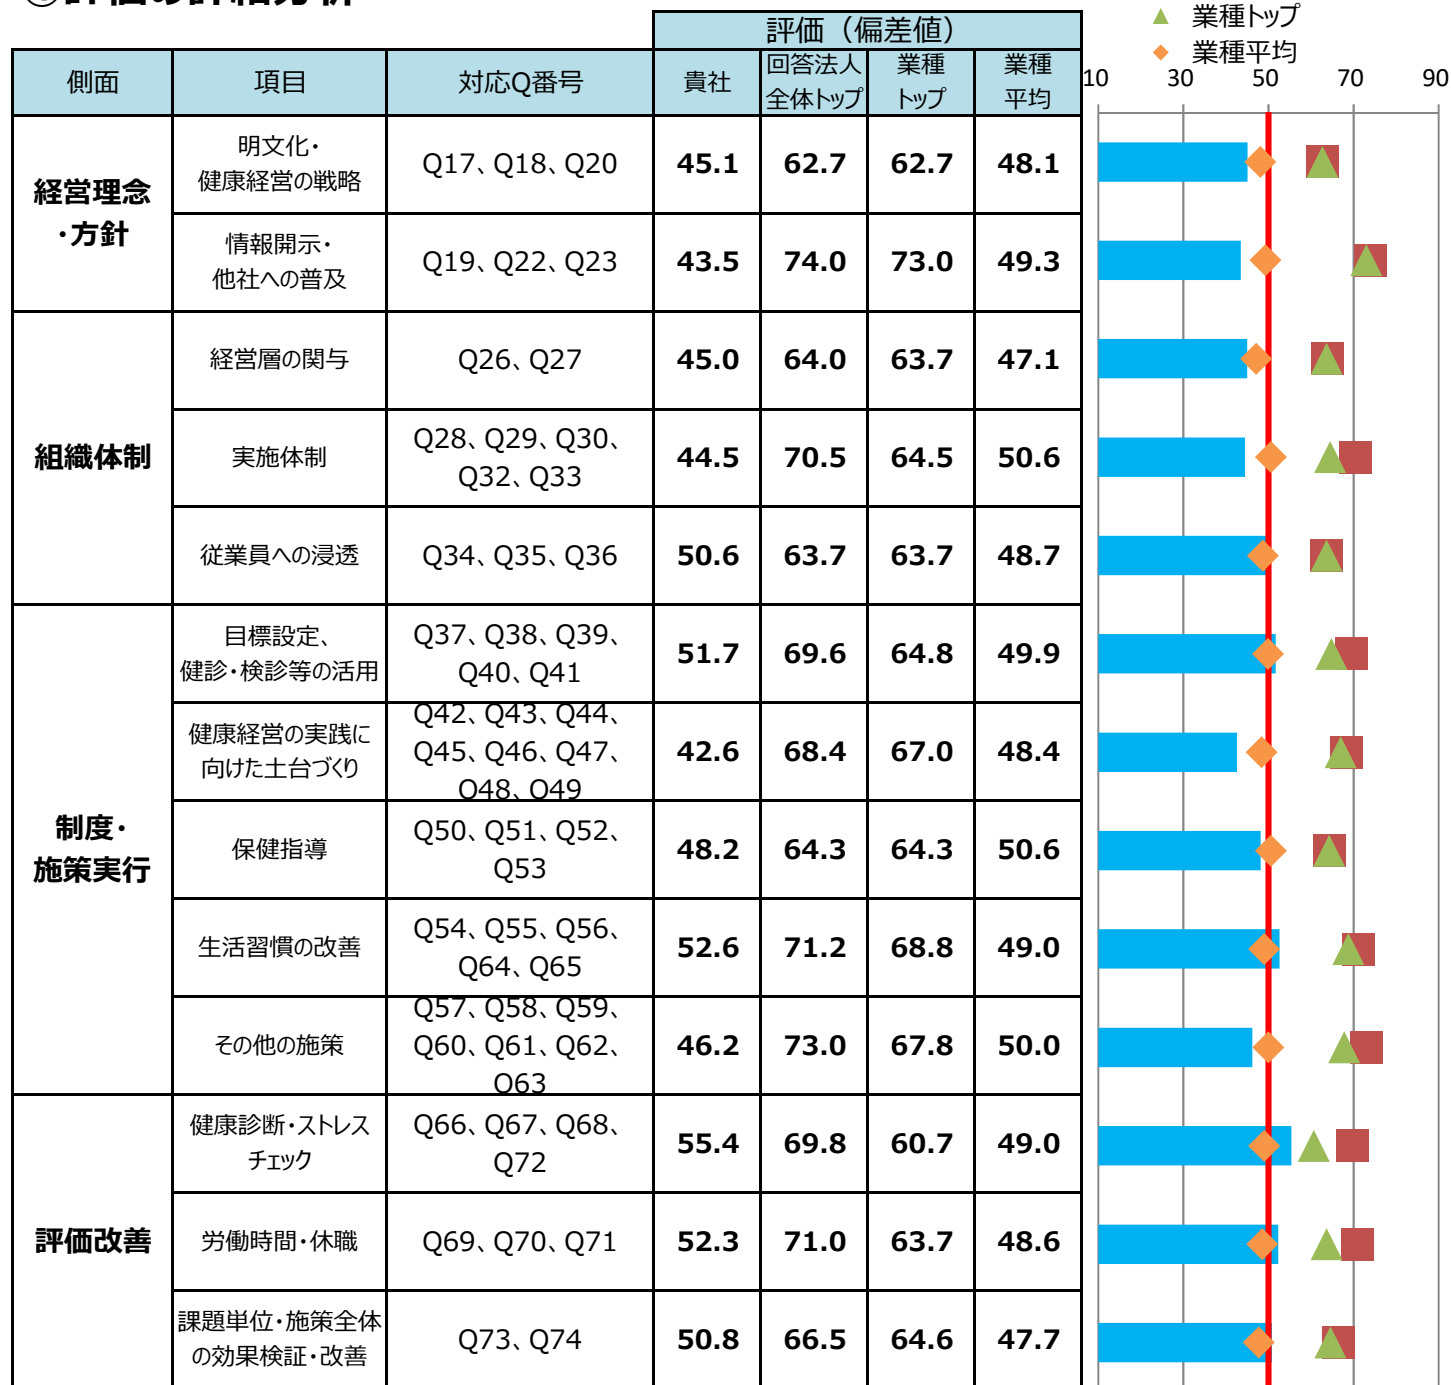 ①評価の詳細分析
▲ 業種トップ
◆ 業種平均
評価（偏差値）
側面 項目 対応Q番号 貴社 回答法人 業種 業種
全体トップ トップ 平均
10 30 50 70 90
経営理念
・方針
明文化・
健康経営の戦略
Q17、Q18、Q20 45.1 62.7 62.7 48.1
情報開示・
他社への普及
Q19、Q22、Q23 43.5 74.0 73.0 49.3
組織体制
経営層の関与 Q26、Q27 45.0 64.0 63.7 47.1
実施体制
Q28、Q29、Q30、
Q32、Q33
44.5 70.5 64.5 50.6
従業員への浸透 Q34、Q35、Q36 50.6 63.7 63.7 48.7
制度・
施策実行
目標設定、
健診・検診等の活用
Q37、Q38、Q39、
Q40、Q41
51.7 69.6 64.8 49.9
健康経営の実践に
向けた土台づくり
Q42、Q43、Q44、
Q45、Q46、Q47、
Q48、Q49
42.6 68.4 67.0 48.4
保健指導
Q50、Q51、Q52、
Q53
48.2 64.3 64.3 50.6
生活習慣の改善
Q54、Q55、Q56、
Q64、Q65
52.6 71.2 68.8 49.0
その他の施策
Q57、Q58、Q59、
Q60、Q61、Q62、
Q63
46.2 73.0 67.8 50.0
評価改善
健康診断・ストレス
チェック
Q66、Q67、Q68、
Q72
55.4 69.8 60.7 49.0
労働時間・休職 Q69、Q70、Q71 52.3 71.0 63.7 48.6
課題単位・施策全体
の効果検証・改善
Q73、Q74 50.8 66.5 64.6 47.7